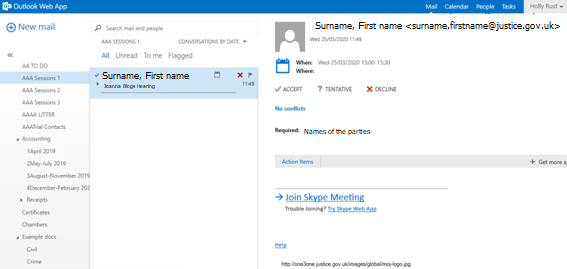 Outlook Web App
Mail Calendar People Tasks Holly Rust
New mail
AA TO DO
AAA Sessions 1
AAA Sessions 2
AAA Sessions 3
AAAA LITTER
AAATrial Contacts
Accounting
1April 2019
2May-July 2019
3August-November 2019
4December-February 202
Receipts
Certificates
Chambers
Example docs
Civil
Crime
Search mail and people
AAA SESSIONS 1 CONVERSATIONS BY DATE
All Unread To me Flagged
Surname, First name
Joanna Blogs Hearing 11:49
Surname, First name <surname.firstname@justice.gov.uk>
Wed 25/03/2020 11:49
When: Wed 25/03/2020 15:00-15:30
Where:
ACCEPT ? TENTATIVE DECLINE
No conflicts
Required: Names of the parties
Action Items + Get more a
Join Skype Meeting
Trouble Joining? Try Skype Web App
Help
http://one3one.justice.gov.uk/images/global/moj-logo.jpg